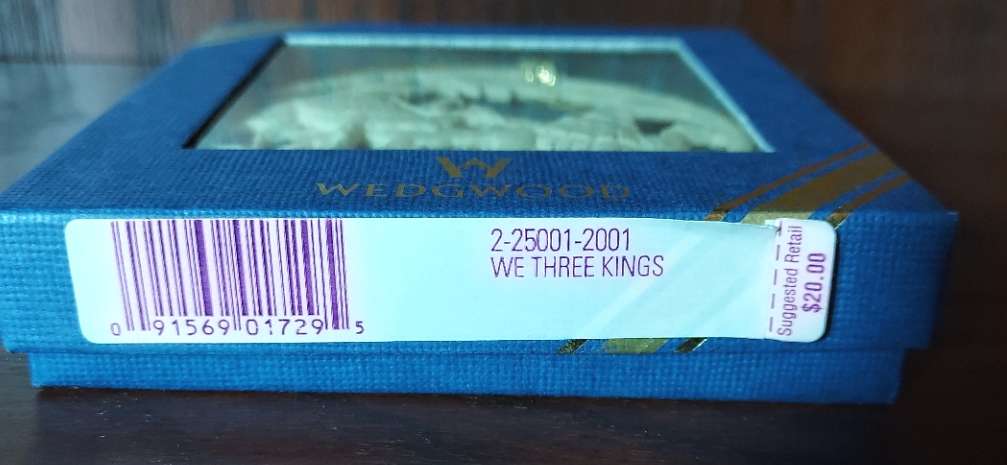 W
WEDGWOOD
2-25001-2001
WE THREE KINGS
0 91569 01729 5
Suggested Retail
$20.00